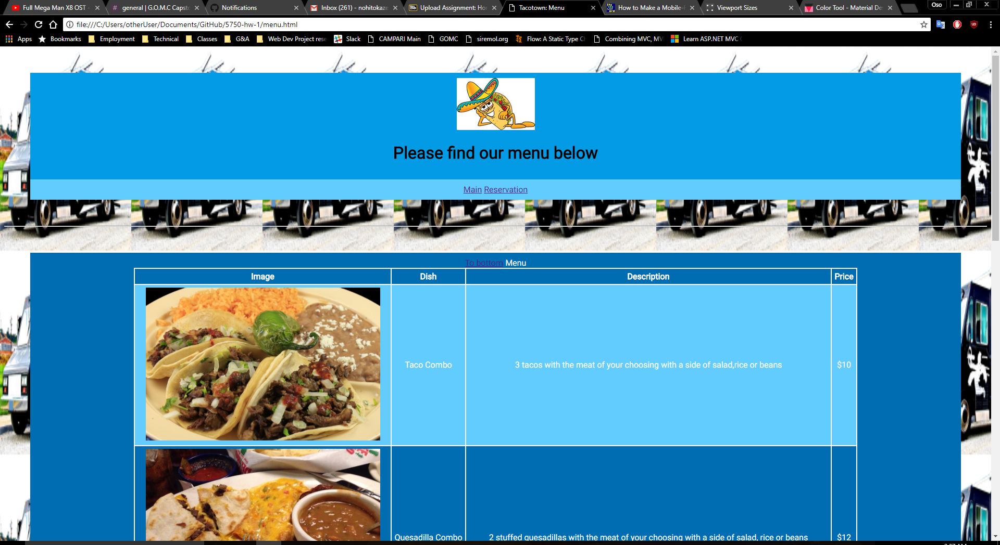 Full Mega Man X8 OST -
# general | G.O.M.C Capst
Notifications
Inbox (261) - nohitokaze
Bb Upload Assignment: Ho
Tacotown: Menu
How to Make a Mobile-
Viewport Sizes
Color Tool - Material De
Oso
file:///C:/Users/otherUser/Documents/GitHub/5750-hw-1/menu.html
Apps
Bookmarks
Employment
Technical
Classes
G&A
Web Dev Project rese
Slack
CAMPARI Main
GOMC
siremol.org
Flow: A Static Type C
Combining MVC, MV
Learn ASP.NET MVC
Please find our menu below
Main Reservation
To bottom Menu
Image Dish Description Price
Taco Combo 3 tacos with the meat of your choosing with a side of salad,rice or beans $10
Quesadilla Combo 2 stuffed quesadillas with the meat of your choosing with a side of salad, rice or beans $12